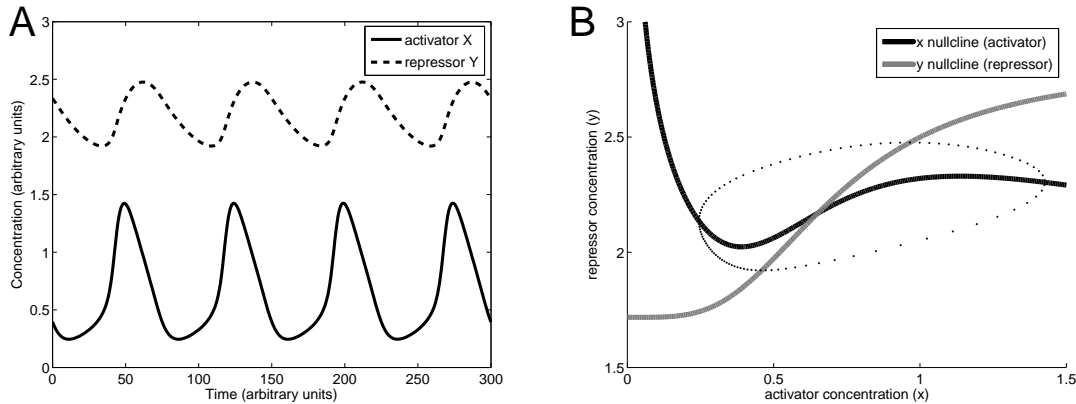 A
activator X
repressor Y
Concentration (arbitrary units)
3
2.5
2
1.5
1
0.5
0
0 50 100 150 200 250 300
Time (arbitrary units)
B
x nullcline (activator)
y nullcline (repressor)
repressor concentration (y)
3
2.5
2
1.5
0 0.5 1 1.5
activator concentration (x)